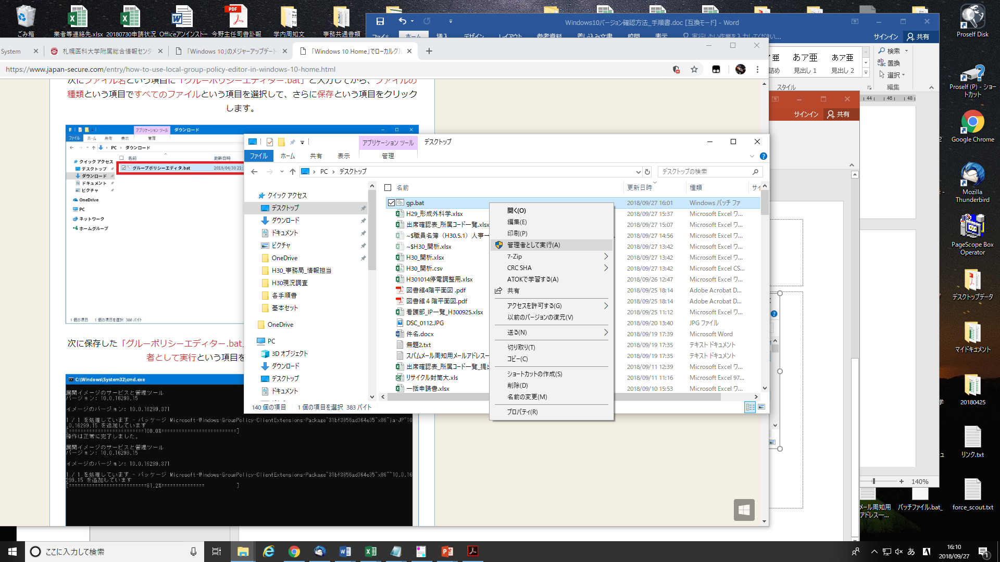 ごみ箱
業者等連絡先.xlsx
20180730申請状況
Officeアンインストー
今野主任司書訃報
学内周知文
事務共通書類
Windows10バージョン確認方法_手順書.doc [互換モード] - Word
ファイル
ホーム
挿入
デザイン
レイアウト
参考資料
差し込み文書
校閲
表示
実行したい作業を入力してください...
サインイン
共有
検索
置換
選択
編集
あア亜
あア亜
見出し 1
見出し 2
スタイル
44
46
48
System
札幌医科大学附属総合情報センタ
「Windows 10」のメジャーアップデート
「Windows 10 Home」でローカルグル
https://www.japan-secure.com/entry/how-to-use-local-group-policy-editor-in-windows-10-home.html
次にファイル名という項目に「グループポリシーエディター.bat」と入力してから、ファイルの
種類という項目ですべてのファイルという項目を選択して、さらに保存という項目をクリック
します。
アプリケーション ツール
ダウンロード
ファイル
ホーム
共有
表示
管理
PC
ダウンロード
名前
更新日時
クイック アクセス
デスクトップ
ダウンロード
ドキュメント
ピクチャ
OneDrive
PC
ネットワーク
ホームグループ
グループポリシーエディタ.bat
2018/04/30 21:
1 個の項目
1 個の項目を選択 386 バイト
次に保存した「グルーポリシーエディター.bat」
者として実行という項目を
C:\Windows\System32\cmd.exe
展開イメージのサービスと管理ツール
バージョン: 10.0.16299.15
イメージのバージョン: 10.0.16299.371
1 / 1 を処理しています - パッケージ Microsoft-Windows-GroupPolicy-ClientExtensions-Package~31bf3856ad364e35~x86~ja-JP~10
.0.16299.15 を追加しています
[==========================100.0%==========================]
操作は正常に完了しました。
展開イメージのサービスと管理ツール
バージョン: 10.0.16299.15
イメージのバージョン: 10.0.16299.371
1 / 1 を処理しています - パッケージ Microsoft-Windows-GroupPolicy-ClientExtensions-Package~31bf3856ad364e35~x86~~10.0.16
299.15 を追加しています
[===========================81.2%=============== ]
アプリケーション ツール
デスクトップ
ファイル
ホーム
共有
表示
管理
PC
デスクトップ
デスクトップの検索
クイック アクセス
デスクトップ
ダウンロード
ドキュメント
ピクチャ
OneDrive
H30_事務局_情報担当
H30現況調査
各手順書
基本セット
OneDrive
PC
3D オブジェクト
ダウンロード
デスクトップ
ドキュメント
名前
更新日時
種類
サイ
gp.bat 2018/09/27 16:01 Windows バッチ ファ
H29_形成外科学.xlsx 2018/09/27 15:37 Microsoft Excel ワ...
出席確認表_所属コード一覧.xlsx 2018/09/27 15:07 Microsoft Excel ワ...
~$職員名簿（H30.5.1）人事一 2018/09/27 14:56 Microsoft Excel ワ...
~$H30_開析.xlsx 2018/09/27 13:42 Microsoft Excel ワ...
H30_開析.xlsx 2018/09/27 13:42 Microsoft Excel ワ...
H30_開析.csv 2018/09/27 13:42 Microsoft Excel CS...
H301014停電調整用.xlsx 2018/09/26 12:47 Microsoft Excel ワ...
図書館4階平面図 .pdf 2018/09/25 18:14 Adobe Acrobat D...
図書館４階平面図.pdf 2018/09/25 18:14 Adobe Acrobat D...
看護部_IP一覧_H300925.xlsx 2018/09/25 11:12 Microsoft Excel ワ...
DSC_0112.JPG 2018/09/20 13:40 JPG ファイル
件名.docx 2018/09/19 17:39 Microsoft Word
無題2.txt 2018/09/19 17:35 テキスト ドキュメント
スパムメール周知用メールアドレスー 2018/09/19 17:35 テキスト ドキュメント
出席確認表_所属コード一覧_提出 2018/09/11 12:39 Microsoft Excel ワ...
リサイクル封筒大.xls 2018/09/11 11:16 Microsoft Excel 97...
一括申請書.xlsx 2018/09/10 15:53 Microsoft Excel ワ...
140 個の項目
1 個の項目を選択 383 バイト
開く(O)
編集(E)
印刷(P)
管理者として実行(A)
7-Zip
CRC SHA
ATOKで学習する(A)
共有
アクセスを許可する(G)
以前のバージョンの復元(V)
送る(N)
切り取り(T)
コピー(C)
ショートカットの作成(S)
削除(D)
名前の変更(M)
プロパティ(R)
サインイン
共有
140%
Proself Disk
Proself (P) - ショートカット
Google Chrome
Mozilla Thunderbird
PageScope Box Operator
デスクトップデータ
マイドキュメント
20180425
リンク.txt
メール周知用
アドレスー...
バッチファイル.bat_
force_scout.txt
ここに入力して検索
あ
A
16:10
2018/09/27
1